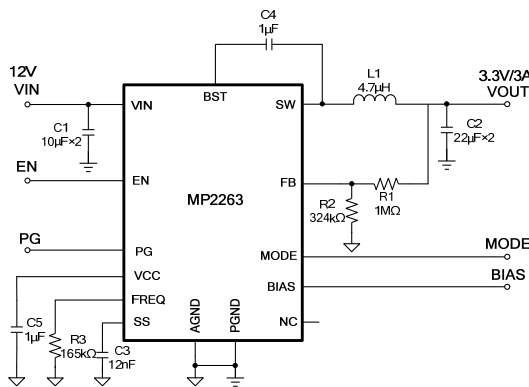 C4
1µF
12V
VIN
VIN
BST
SW
L1
4.7µH
3.3V/3A
VOUT
C1
10µF×2
C2
22µF×2
EN
EN
MP2263
FB
R1
1MΩ
R2
324kΩ
PG
PG
MODE
MODE
VCC
BIAS
BIAS
FREQ
SS
NC
AGND
PGND
C5
1µF
R3
165kΩ
C3
12nF